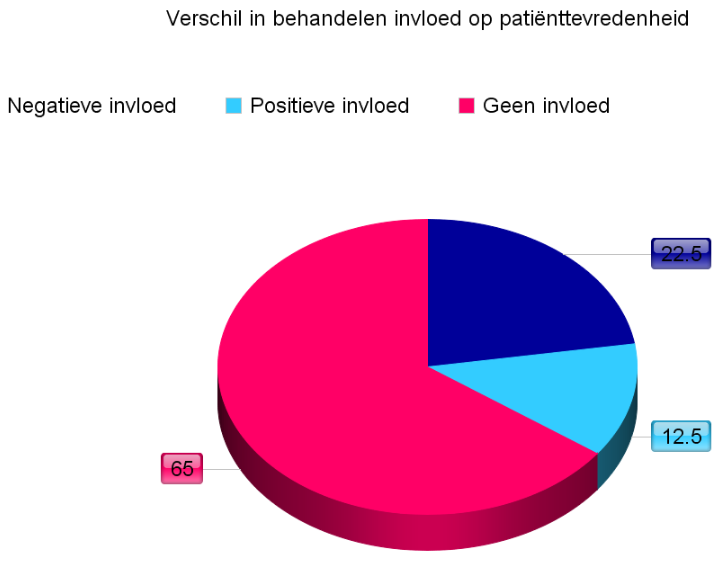 Verschil in behandelen invloed op patiënttevredenheid
Negatieve invloed
Positieve invloed
Geen invloed
22.5
12.5
65